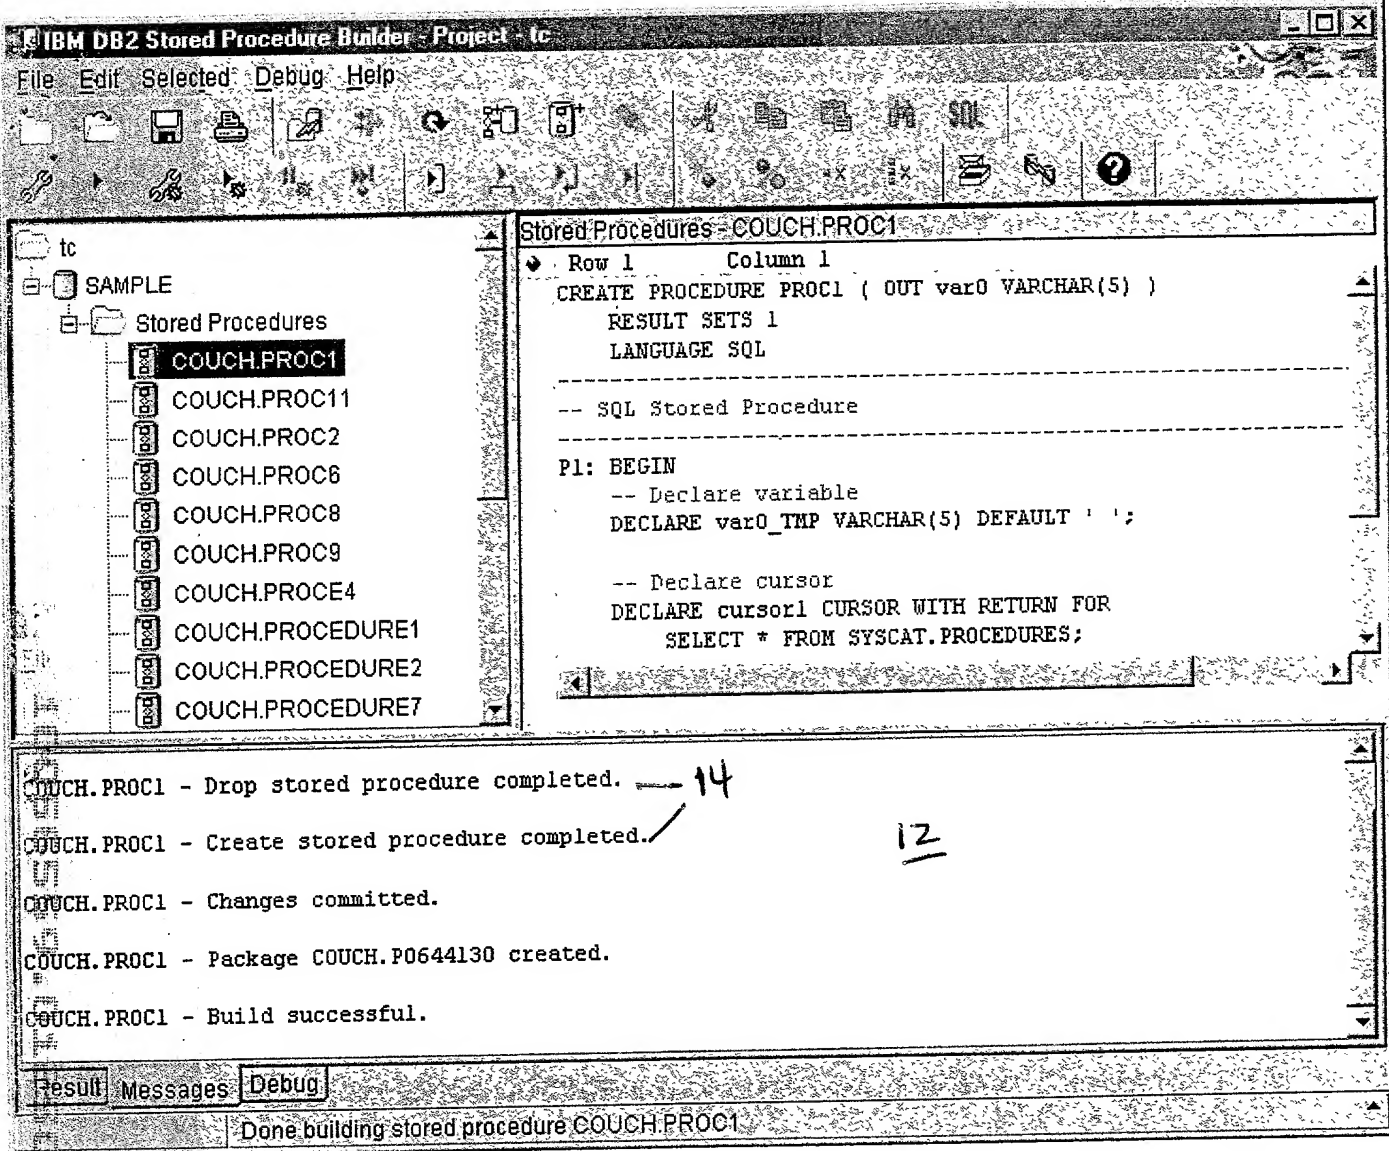 IBM DB2 Stored Procedure Builder - Project - tc
File Edit Selected Debug Help
SQL
tc
SAMPLE
Stored Procedures
COUCH.PROC1
COUCH.PROC11
COUCH.PROC2
COUCH.PROC6
COUCH.PROC8
COUCH.PROC9
COUCH.PROCE4
COUCH.PROCEDURE1
COUCH.PROCEDURE2
COUCH.PROCEDURE7
Stored Procedures - COUCH.PROC1
Row 1 Column 1
CREATE PROCEDURE PROC1 ( OUT var0 VARCHAR(5) )
RESULT SETS 1
LANGUAGE SQL
------------------------------------------------------------------------
-- SQL Stored Procedure
------------------------------------------------------------------------
P1: BEGIN
-- Declare variable
DECLARE var0_TMP VARCHAR(5) DEFAULT ' ';
-- Declare cursor
DECLARE cursor1 CURSOR WITH RETURN FOR
SELECT * FROM SYSCAT.PROCEDURES;
COUCH.PROC1 - Drop stored procedure completed. 14
COUCH.PROC1 - Create stored procedure completed.
12
COUCH.PROC1 - Changes committed.
COUCH.PROC1 - Package COUCH.P0644130 created.
COUCH.PROC1 - Build successful.
Result Messages Debug
Done building stored procedure COUCH.PROC1